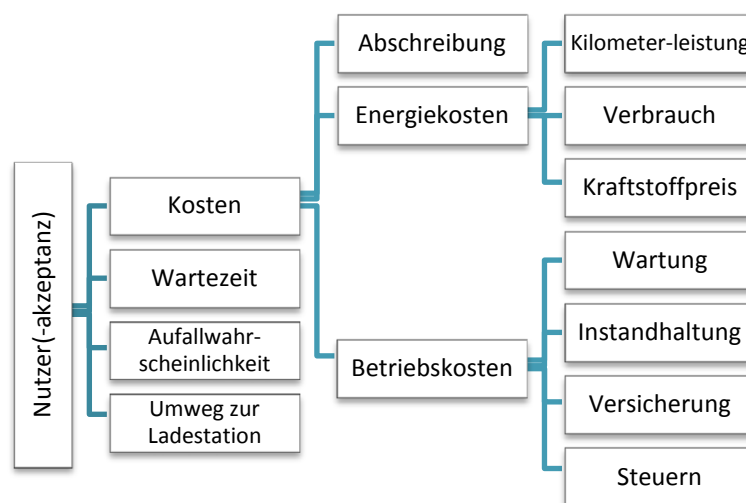 Nutzer(-akzeptanz)
Kosten
Wartezeit
Aufallwahr-
scheinlichkeit
Umweg zur
Ladestation
Abschreibung
Energiekosten
Betriebskosten
Kilometer-leistung
Verbrauch
Kraftstoffpreis
Wartung
Instandhaltung
Versicherung
Steuern